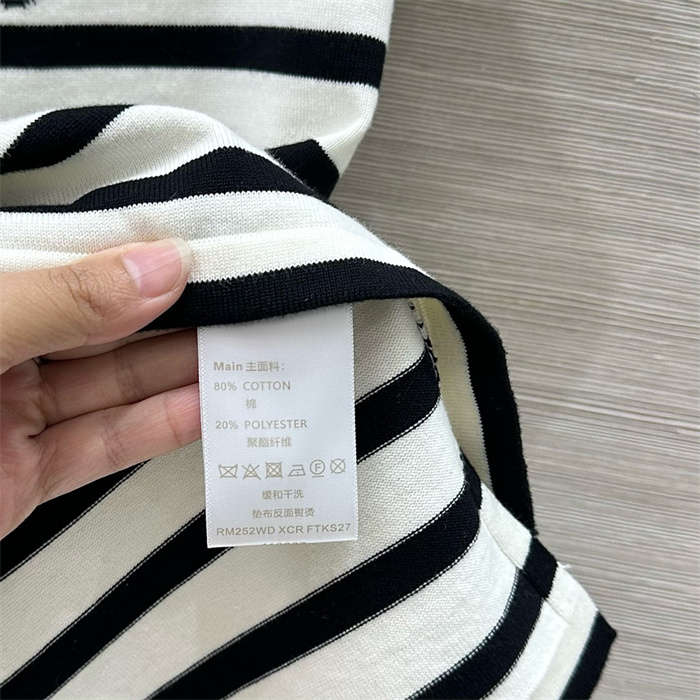 Main 主面料:
80% COTTON
棉
20% POLYESTER
聚酯纤维
缓和干洗
垫布反面熨烫
RM252WD XCR FTKS27